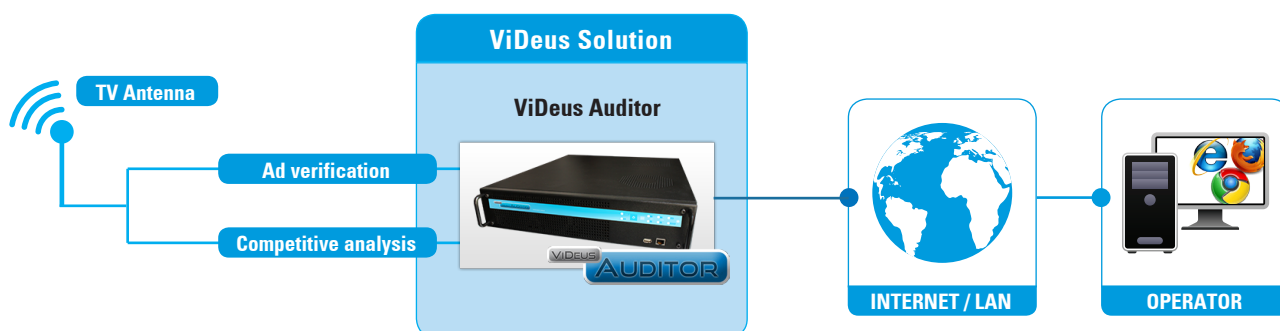 ViDeus Solution
TV Antenna
ViDeus Auditor
Ad verification
Competitive analysis
ViDeus
AUDITOR
INTERNET / LAN
OPERATOR